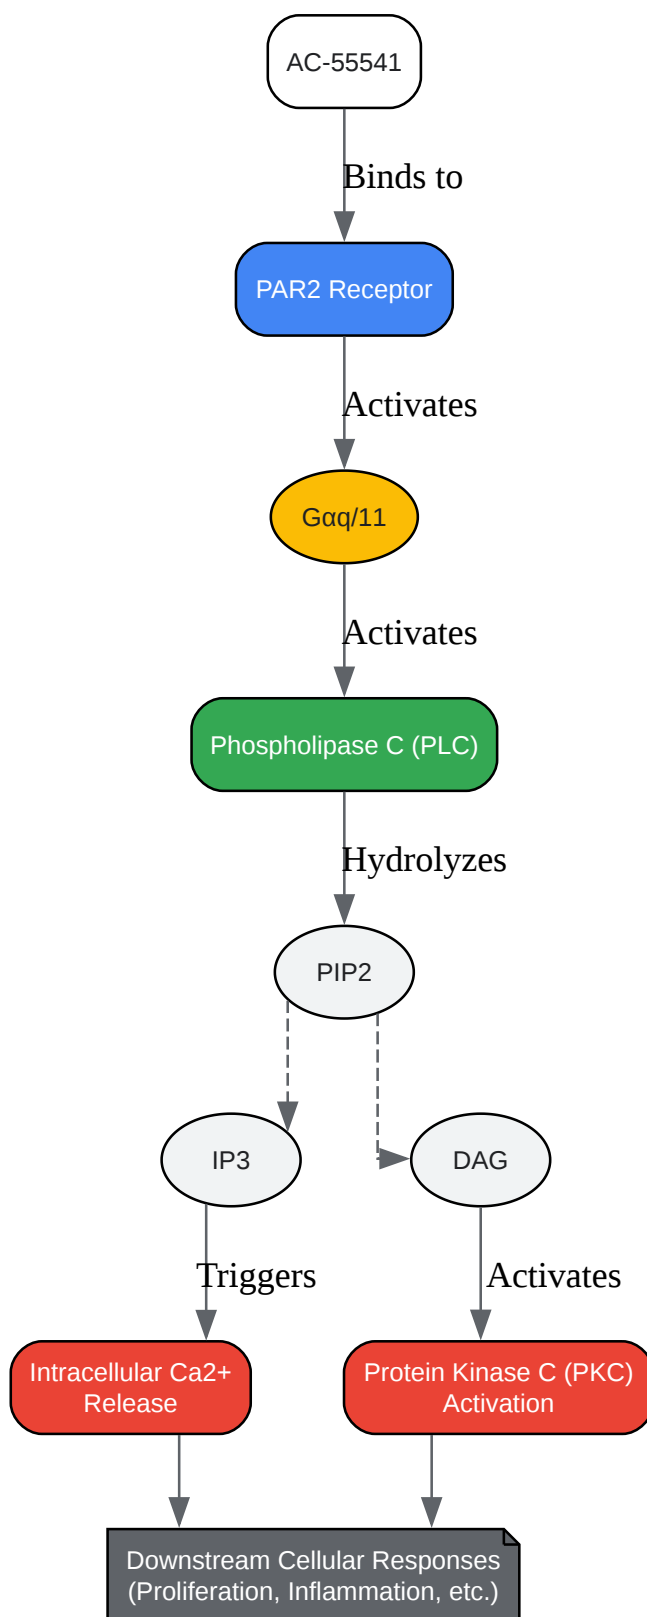 AC-55541
Binds to
PAR2 Receptor
Activates
Gαq/11
Activates
Phospholipase C (PLC)
Hydrolyzes
PIP2
IP3
DAG
Triggers
Activates
Intracellular Ca2+
Release
Protein Kinase C (PKC)
Activation
Downstream Cellular Responses
(Proliferation, Inflammation, etc.)